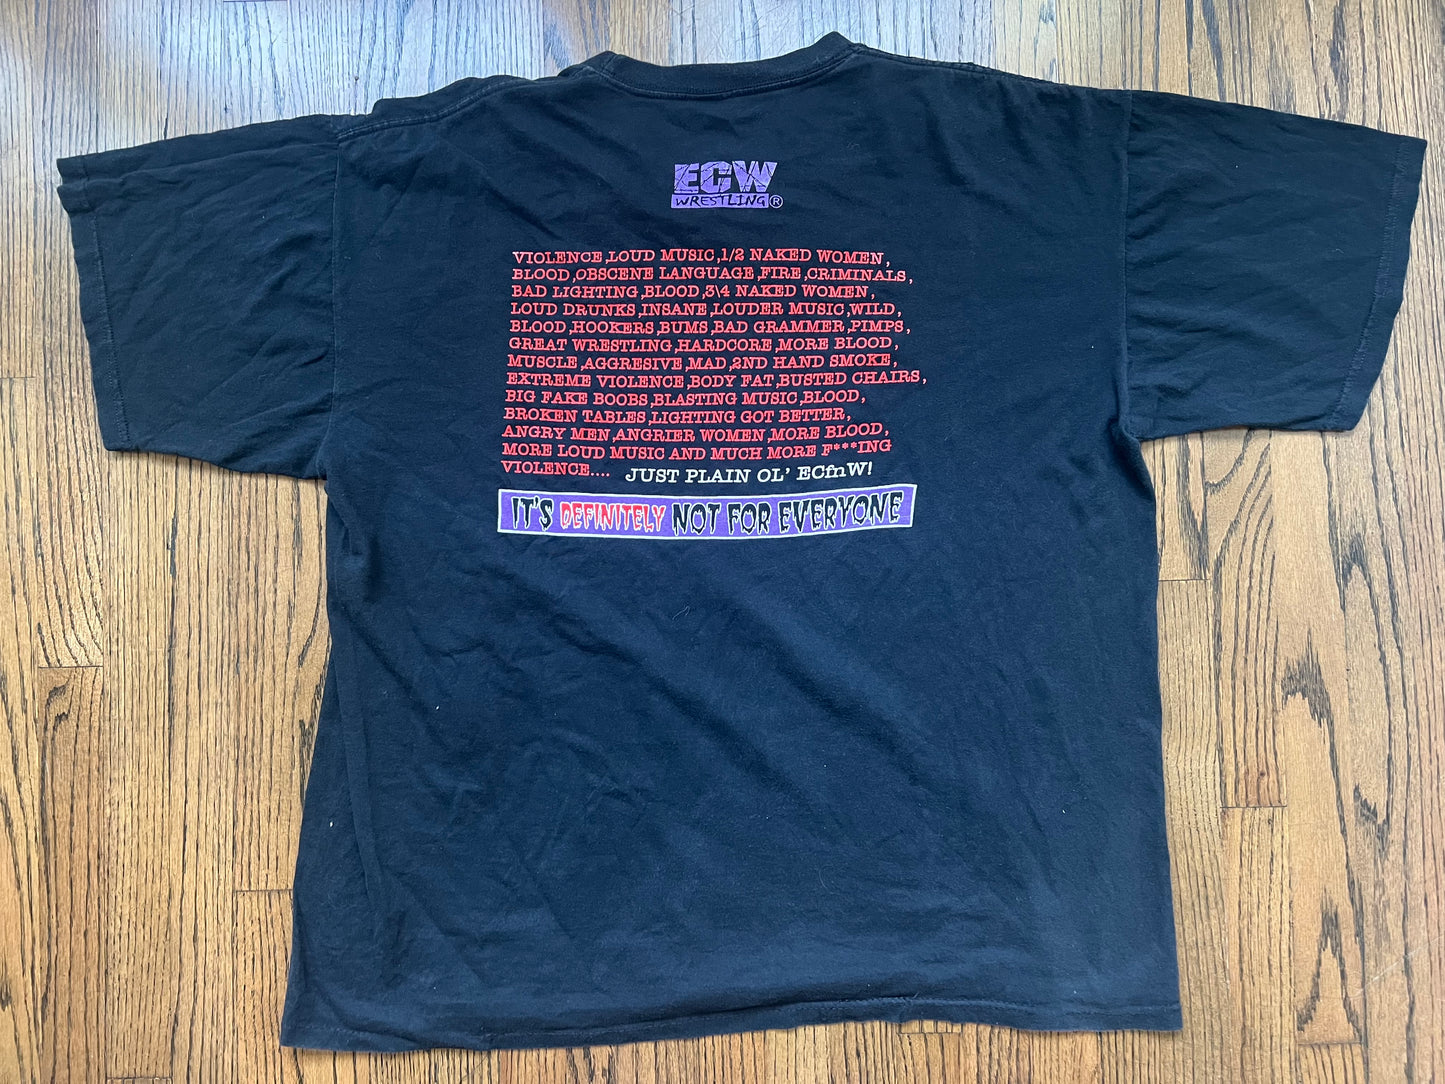 ECW
WRESTLING®
VIOLENCE,LOUD MUSIC,1/2 NAKED WOMEN,
BLOOD,OBSCENE LANGUAGE,FIRE,CRIMINALS,
BAD LIGHTING,BLOOD,3\4 NAKED WOMEN,
LOUD DRUNKS,INSANE,LOUDER MUSIC,WILD,
BLOOD,HOOKERS,BUMS,BAD GRAMMER,PIMPS,
GREAT WRESTLING,HARDCORE,MORE BLOOD,
MUSCLE,AGGRESIVE,MAD,2ND HAND SMOKE,
EXTREME VIOLENCE,BODY FAT,BUSTED CHAIRS,
BIG FAKE BOOBS,BLASTING MUSIC,BLOOD,
BROKEN TABLES,LIGHTING GOT BETTER,
ANGRY MEN,ANGRIER WOMEN,MORE BLOOD,
MORE LOUD MUSIC AND MUCH MORE F***ING
VIOLENCE.... JUST PLAIN OL' ECfnW!
IT'S DEFINITELY NOT FOR EVERYONE